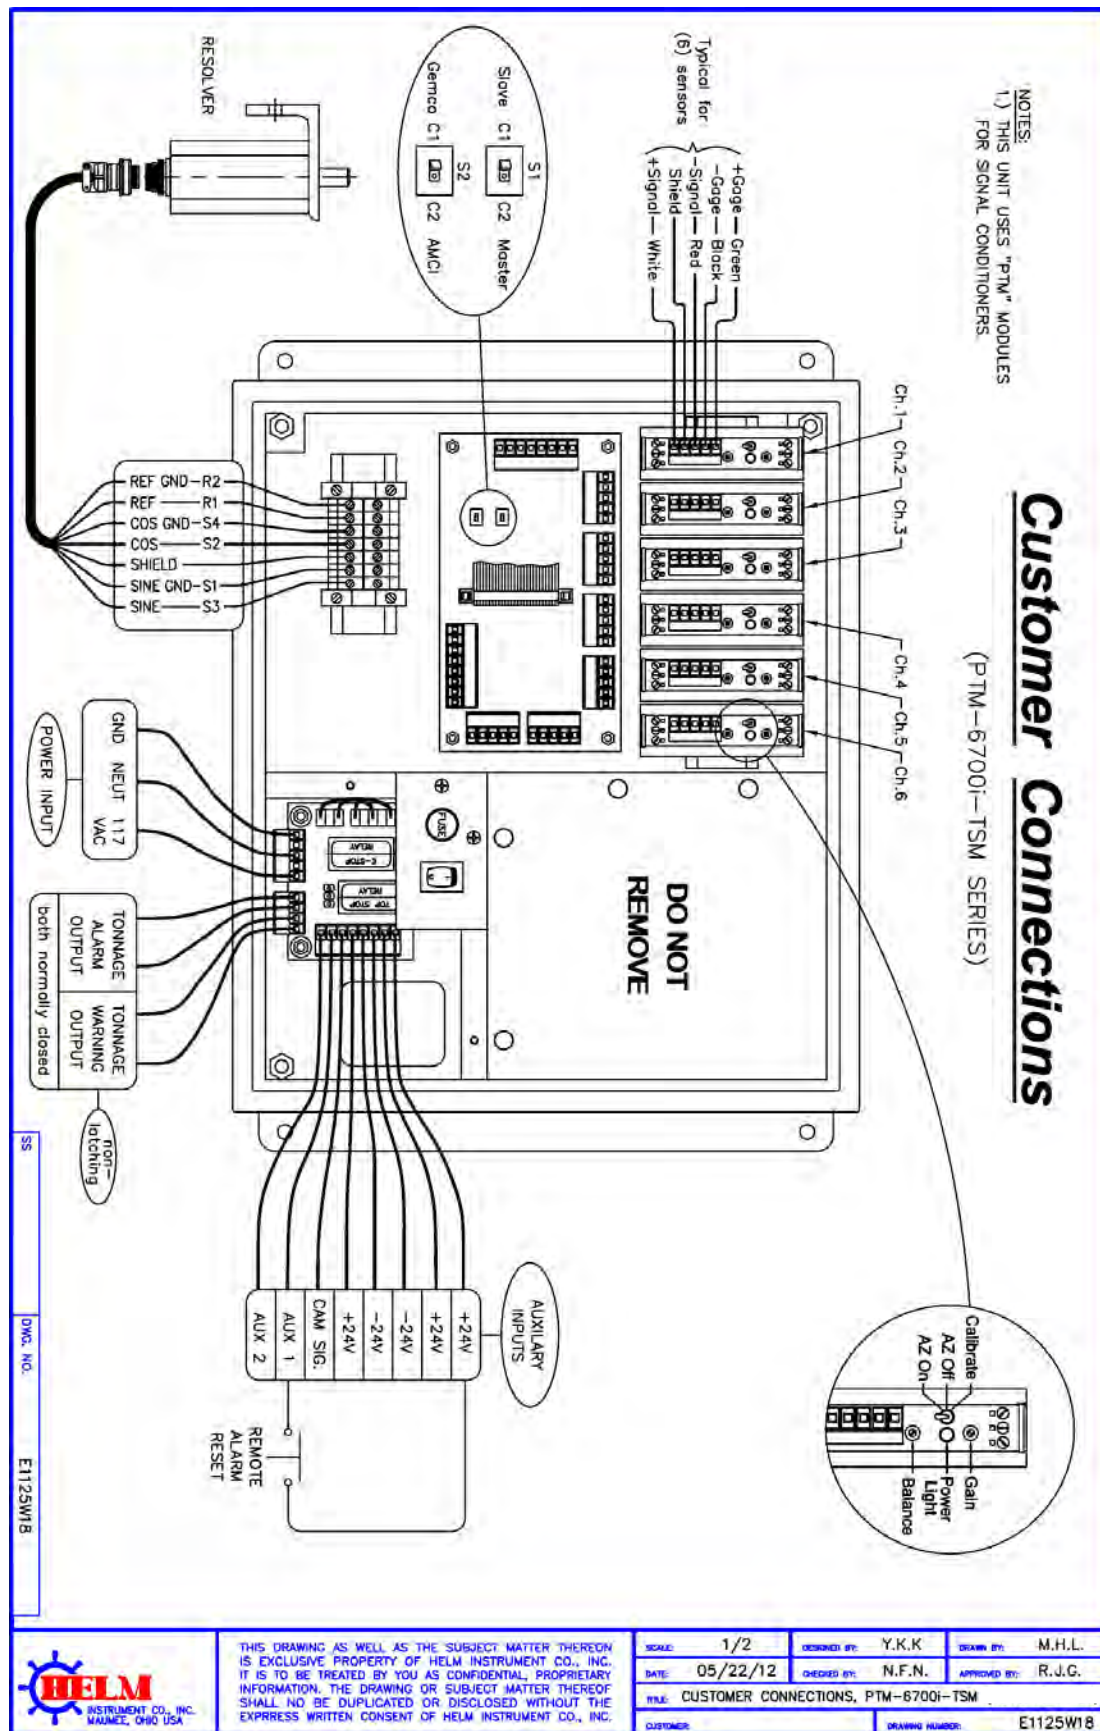 Customer Connections
(PTM-6700i-TSM SERIES)
NOTES:
1.) THIS UNIT USES "PTM" MODULES
FOR SIGNAL CONDITIONERS.
Typical for
(6) sensors
+Gage Green
-Gage Black
-Signal Red
Shield
+Signal White
Ch.1
Ch.2
Ch.3
Ch.4
Ch.5
Ch.6
S1
Slave C1 C2 Master
S2
Gemco C1 C2 AMCI
RESOLVER
REF GND R2
REF R1
COS GND S4
COS S2
SHIELD
SINE GND S1
SINE S3
DO NOT
REMOVE
FUSE
E-STOP
RELAY
TOP STOP
RELAY
GND
NEUT
117
VAC
POWER INPUT
TONNAGE
ALARM
OUTPUT
TONNAGE
WARNING
OUTPUT
both normally closed
non-
latching
AUXILARY
INPUTS
+24V
+24V
-24V
-24V
+24V
CAM SIG.
AUX 1
AUX 2
REMOTE
ALARM
RESET
Calibrate
AZ Off
AZ On
Gain
Power
Light
Balance
SS
DWG. NO.
E1125W18
HELM
INSTRUMENT CO., INC.
MAUMEE, OHIO USA
THIS DRAWING AS WELL AS THE SUBJECT MATTER THEREON
IS EXCLUSIVE PROPERTY OF HELM INSTRUMENT CO., INC.
IT IS TO BE TREATED BY YOU AS CONFIDENTIAL, PROPRIETARY
INFORMATION. THE DRAWING OR SUBJECT MATTER THEREOF
SHALL NO BE DUPLICATED OR DISCLOSED WITHOUT THE
EXPRRESS WRITTEN CONSENT OF HELM INSTRUMENT CO., INC.
SCALE: 1/2
DESIGNED BY: Y.K.K
DRAWN BY: M.H.L.
DATE: 05/22/12
CHECKED BY: N.F.N.
APPROVED BY: R.J.G.
TITLE: CUSTOMER CONNECTIONS, PTM-6700i-TSM
CUSTOMER:
DRAWING NUMBER: E1125W18